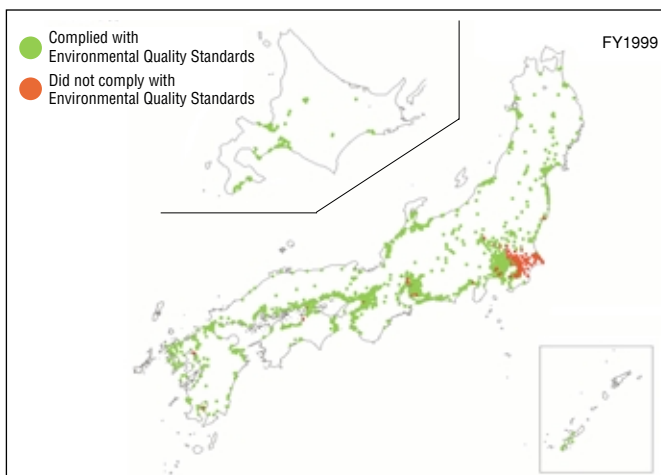 Complied with
Environmental Quality Standards
Did not comply with
Environmental Quality Standards
FY1999